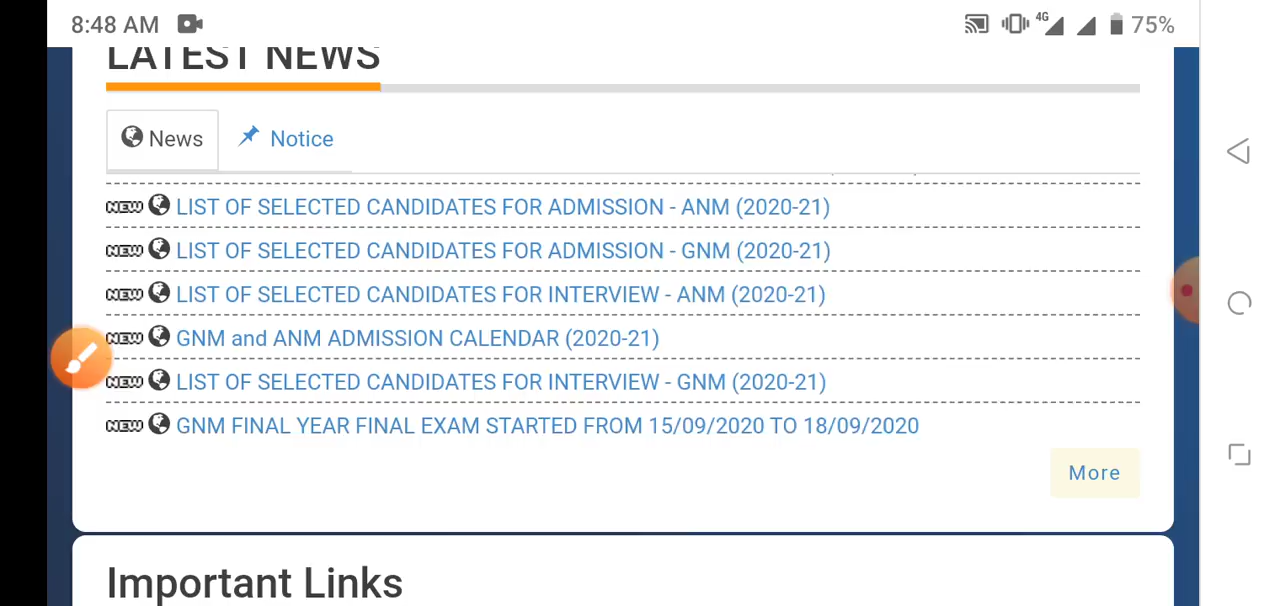 8:48 AM
4G
75%
LATEST NEWS
News
Notice
NEW LIST OF SELECTED CANDIDATES FOR ADMISSION - ANM (2020-21)
NEW LIST OF SELECTED CANDIDATES FOR ADMISSION - GNM (2020-21)
NEW LIST OF SELECTED CANDIDATES FOR INTERVIEW - ANM (2020-21)
NEW GNM and ANM ADMISSION CALENDAR (2020-21)
NEW LIST OF SELECTED CANDIDATES FOR INTERVIEW - GNM (2020-21)
NEW GNM FINAL YEAR FINAL EXAM STARTED FROM 15/09/2020 TO 18/09/2020
More
Important Links